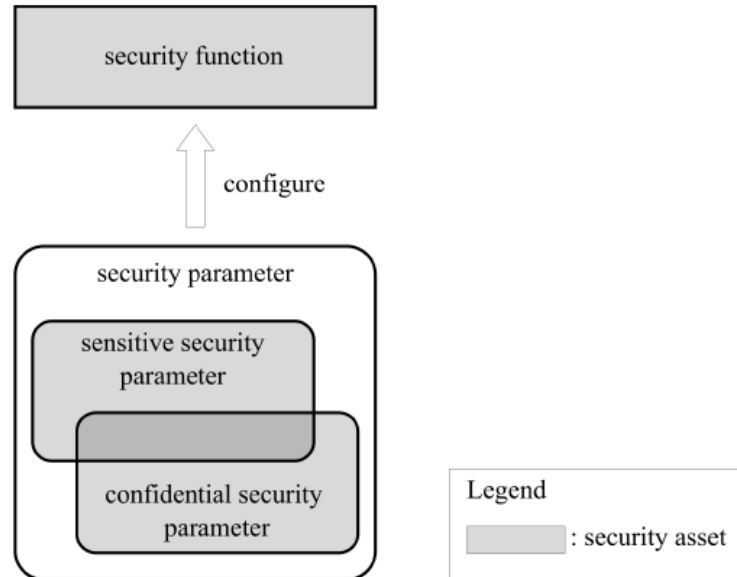 security function
configure
security parameter
sensitive security
parameter
confidential security
parameter
Legend
: security asset